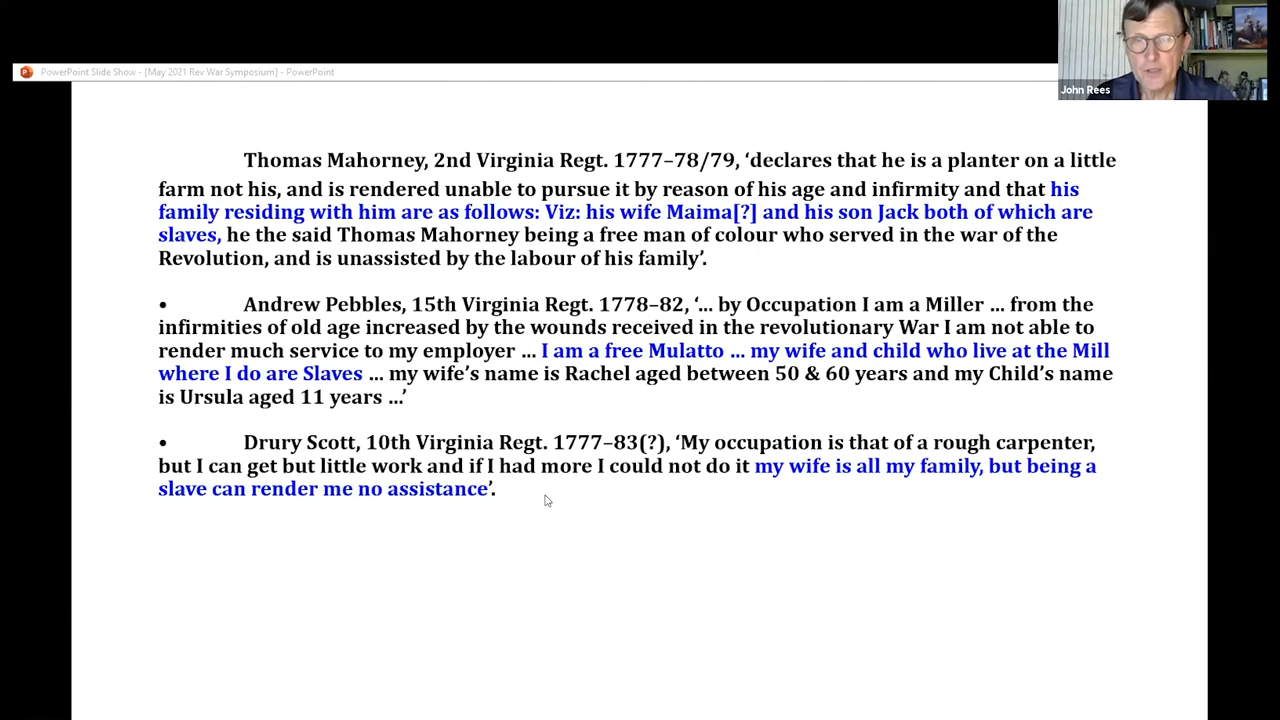 PowerPoint Slide Show - [May 2021 Rev War Symposium] - PowerPoint
John Rees
Thomas Mahorney, 2nd Virginia Regt. 1777–78/79, ‘declares that he is a planter on a little
farm not his, and is rendered unable to pursue it by reason of his age and infirmity and that his
family residing with him are as follows: Viz: his wife Maima[?] and his son Jack both of which are
slaves, he the said Thomas Mahorney being a free man of colour who served in the war of the
Revolution, and is unassisted by the labour of his family’.
• Andrew Pebbles, 15th Virginia Regt. 1778–82, ‘... by Occupation I am a Miller ... from the
infirmities of old age increased by the wounds received in the revolutionary War I am not able to
render much service to my employer ... I am a free Mulatto ... my wife and child who live at the Mill
where I do are Slaves ... my wife’s name is Rachel aged between 50 & 60 years and my Child’s name
is Ursula aged 11 years ...’
• Drury Scott, 10th Virginia Regt. 1777–83(?), ‘My occupation is that of a rough carpenter,
but I can get but little work and if I had more I could not do it my wife is all my family, but being a
slave can render me no assistance’.